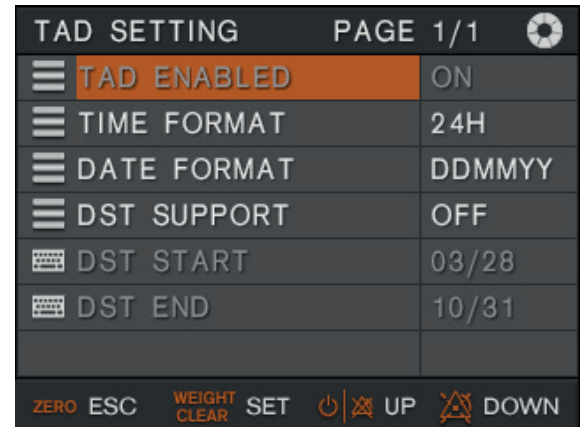 TAD SETTING PAGE 1/1
TAD ENABLED ON
TIME FORMAT 24H
DATE FORMAT DDMMYY
DST SUPPORT OFF
DST START 03/28
DST END 10/31
ZERO ESC WEIGHT CLEAR SET UP DOWN